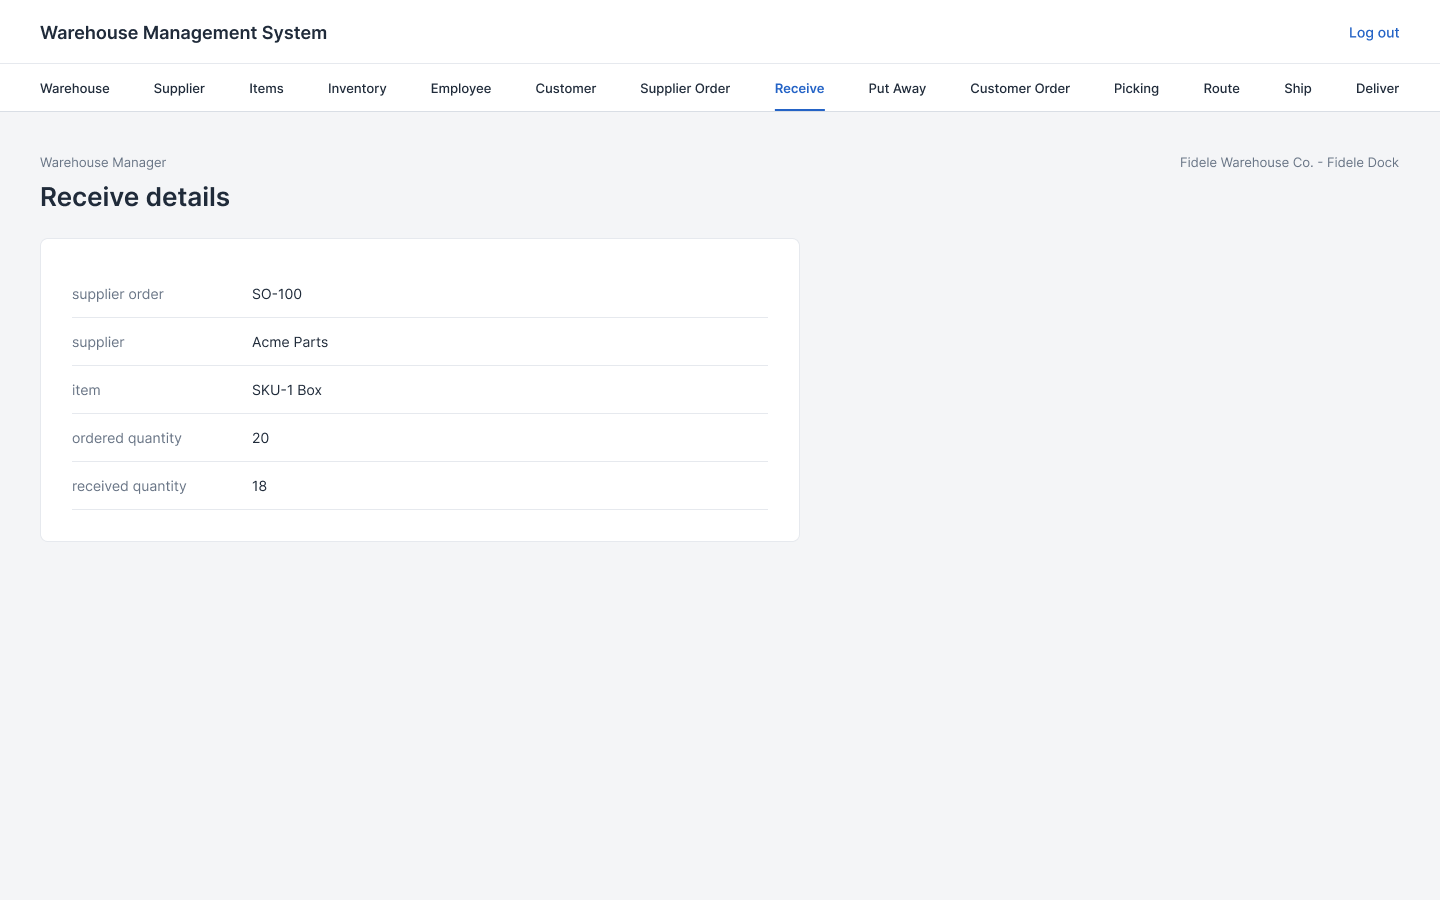 Warehouse Management System
Log out
Warehouse Supplier Items Inventory Employee Customer Supplier Order Receive Put Away Customer Order Picking Route Ship Deliver
Warehouse Manager
Fidele Warehouse Co. - Fidele Dock
Receive details
supplier order SO-100
supplier Acme Parts
item SKU-1 Box
ordered quantity 20
received quantity 18